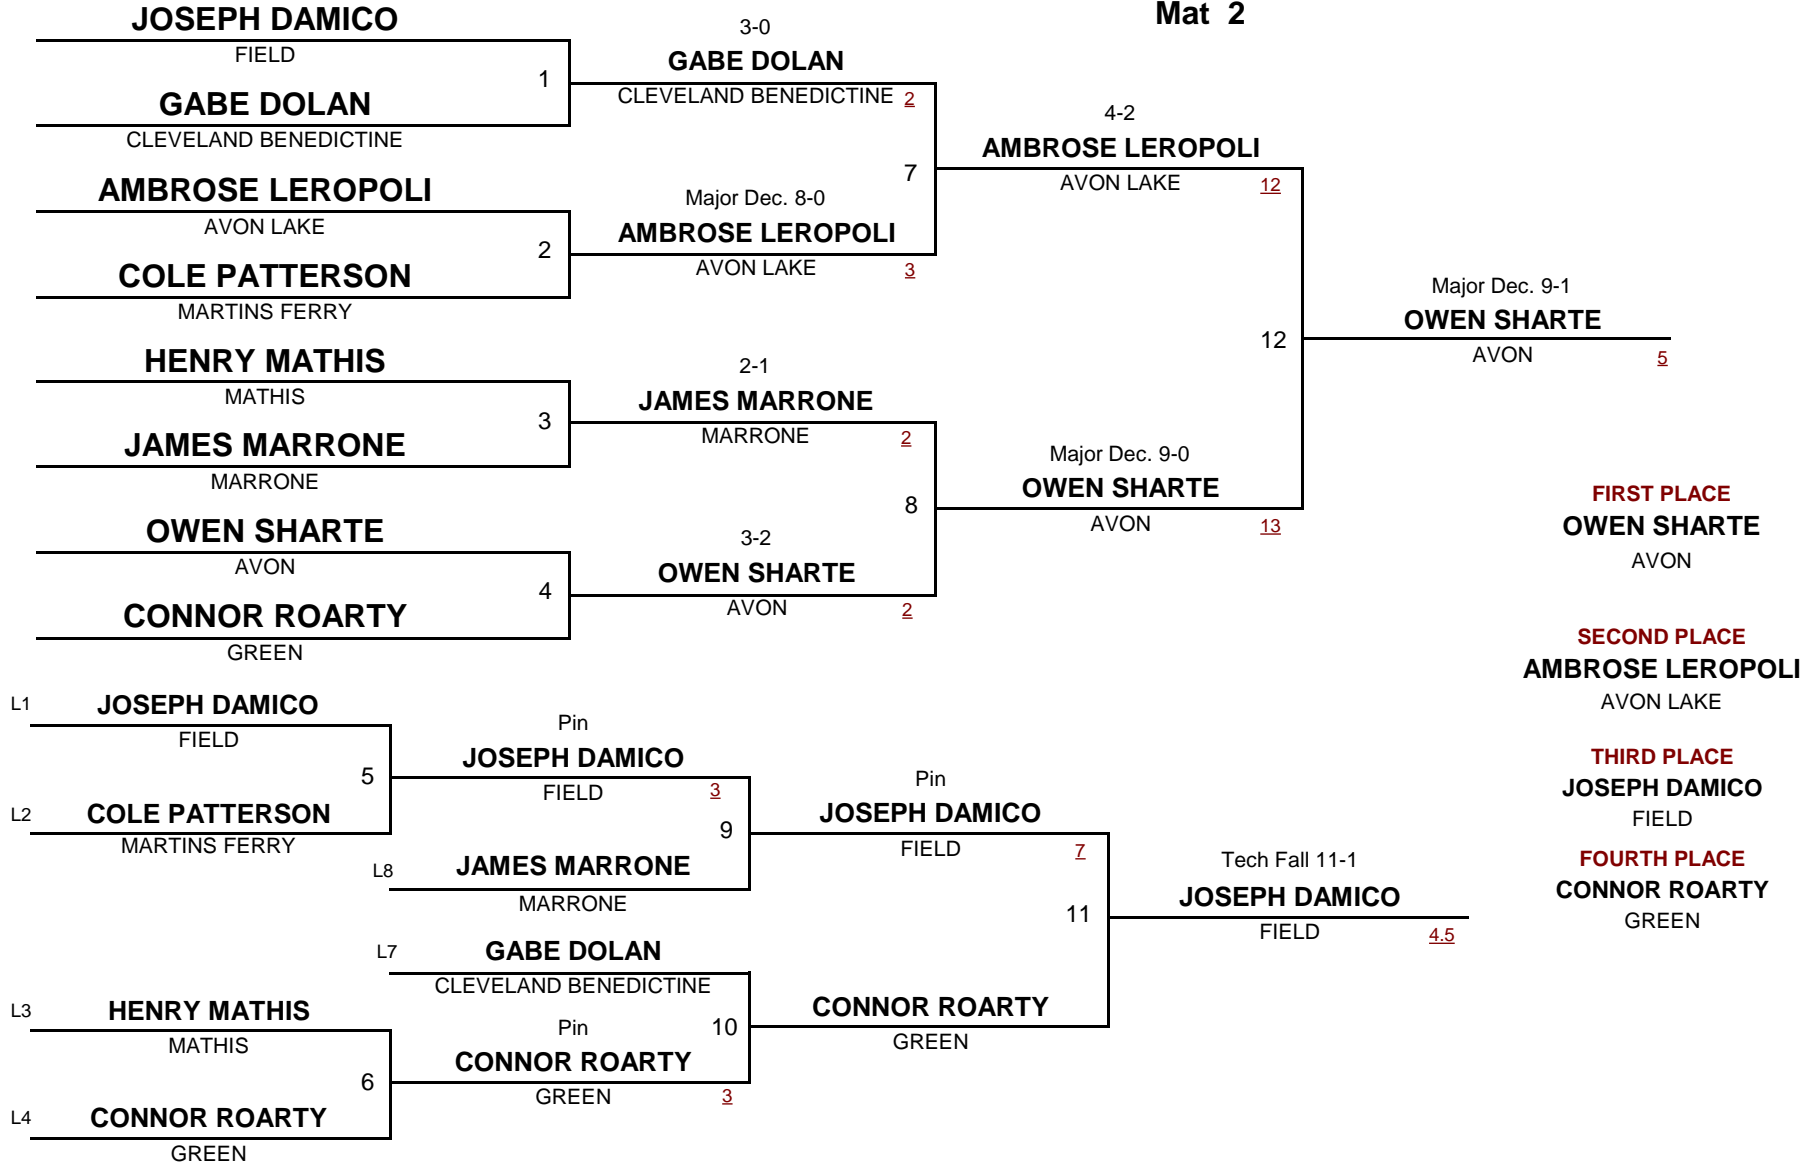 Mat 2
JOSEPH DAMICO
FIELD
1
GABE DOLAN
CLEVELAND BENEDICTINE
AMBROSE LEROPOLI
AVON LAKE
2
COLE PATTERSON
MARTINS FERRY
HENRY MATHIS
MATHIS
3
JAMES MARRONE
MARRONE
OWEN SHARTE
AVON
4
CONNOR ROARTY
GREEN
3-0
GABE DOLAN
CLEVELAND BENEDICTINE 2
7
Major Dec. 8-0
AMBROSE LEROPOLI
AVON LAKE 3
2-1
JAMES MARRONE
MARRONE 2
8
3-2
OWEN SHARTE
AVON 2
4-2
AMBROSE LEROPOLI
AVON LAKE 12
12
Major Dec. 9-0
OWEN SHARTE
AVON 13
Major Dec. 9-1
OWEN SHARTE
AVON 5
FIRST PLACE
OWEN SHARTE
AVON
SECOND PLACE
AMBROSE LEROPOLI
AVON LAKE
THIRD PLACE
JOSEPH DAMICO
FIELD
FOURTH PLACE
CONNOR ROARTY
GREEN
L1 JOSEPH DAMICO
FIELD
5
L2 COLE PATTERSON
MARTINS FERRY
L3 HENRY MATHIS
MATHIS
6
L4 CONNOR ROARTY
GREEN
Pin
JOSEPH DAMICO
FIELD 3
9
L8 JAMES MARRONE
MARRONE
L7 GABE DOLAN
CLEVELAND BENEDICTINE
Pin 10
CONNOR ROARTY
GREEN 3
Pin
JOSEPH DAMICO
FIELD 7
11
CONNOR ROARTY
GREEN
Tech Fall 11-1
JOSEPH DAMICO
FIELD 4.5